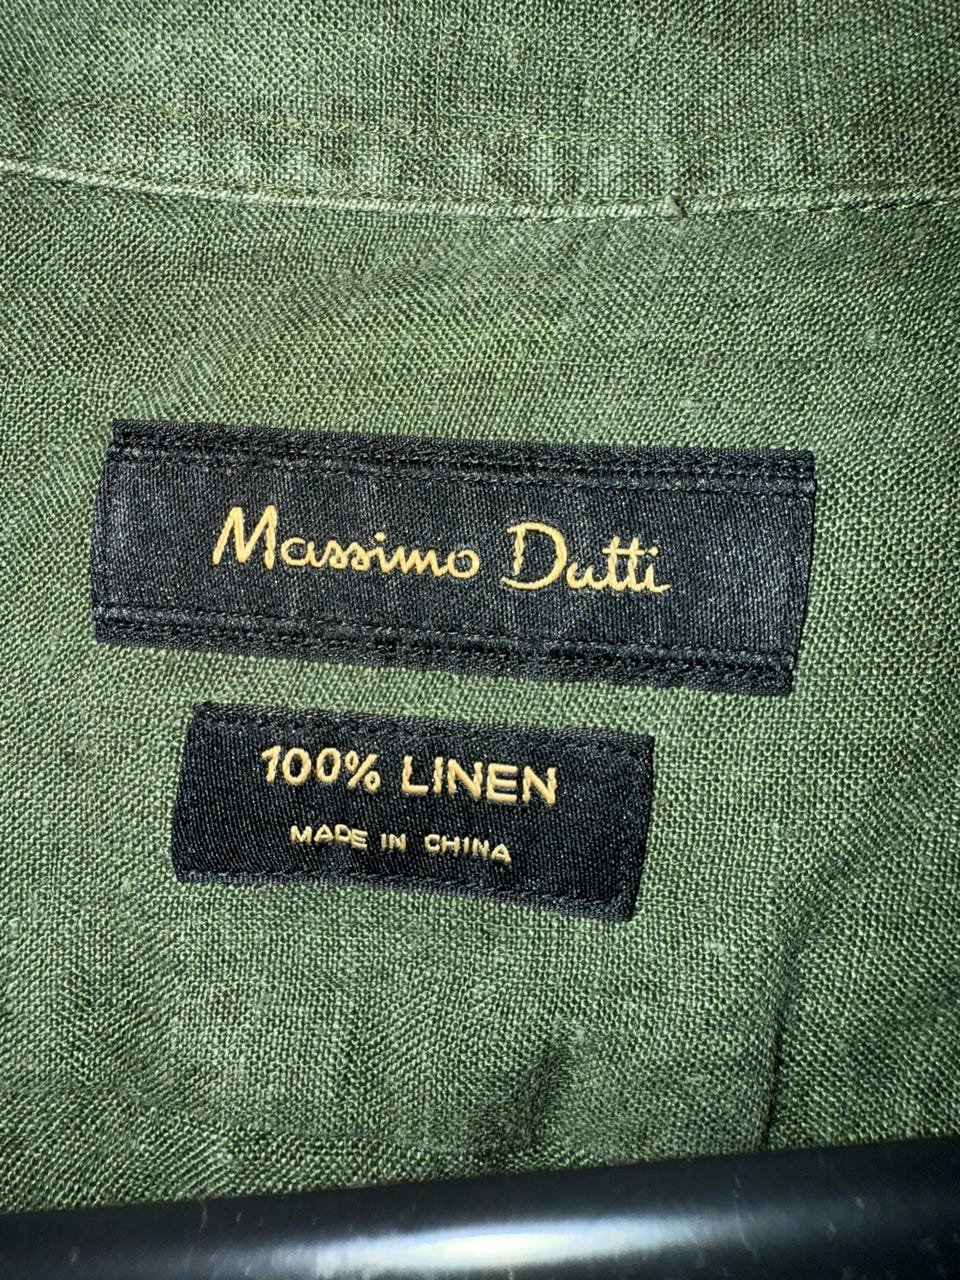 Massimo Dutti
100% LINEN
MADE IN CHINA